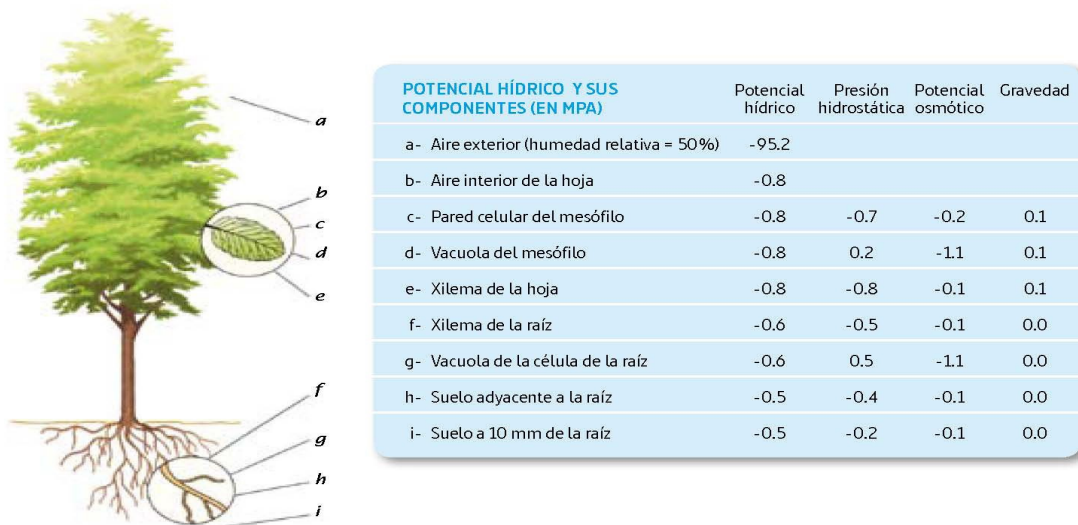 a
b
c
d
e
f
g
h
i
POTENCIAL HÍDRICO Y SUS COMPONENTES (EN MPA) Potencial hídrico Presión hidrostática Potencial osmótico Gravedad
a- Aire exterior (humedad relativa = 50%) -95.2
b- Aire interior de la hoja -0.8
c- Pared celular del mesófilo -0.8 -0.7 -0.2 0.1
d- Vacuola del mesófilo -0.8 0.2 -1.1 0.1
e- Xilema de la hoja -0.8 -0.8 -0.1 0.1
f- Xilema de la raíz -0.6 -0.5 -0.1 0.0
g- Vacuola de la célula de la raíz -0.6 0.5 -1.1 0.0
h- Suelo adyacente a la raíz -0.5 -0.4 -0.1 0.0
i- Suelo a 10 mm de la raíz -0.5 -0.2 -0.1 0.0